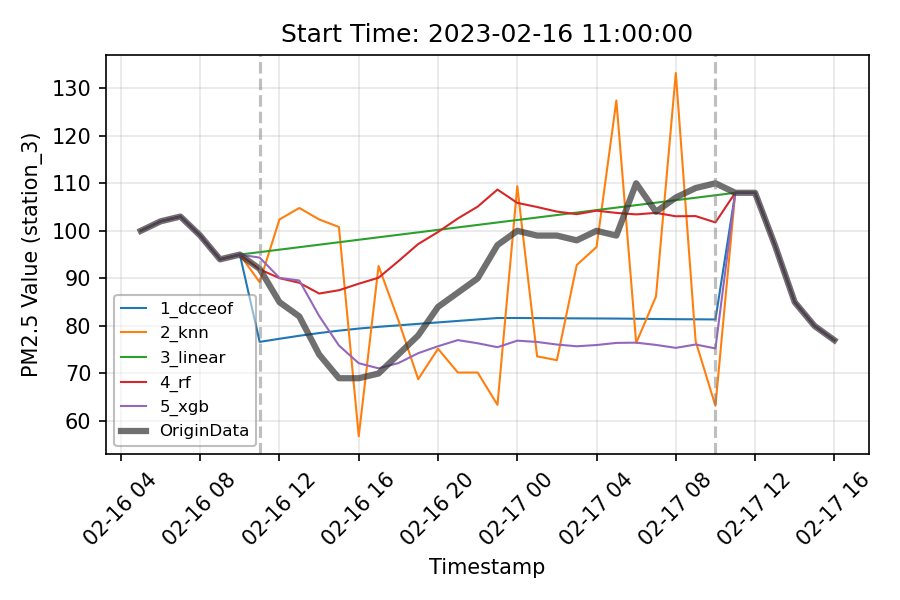 Start Time: 2023-02-16 11:00:00
PM2.5 Value (station_3)
130
120
110
100
90
80
70
60
1_dcceof
2_knn
3_linear
4_rf
5_xgb
OriginData
02-16 04
02-16 08
02-16 12
02-16 16
02-16 20
02-17 00
02-17 04
02-17 08
02-17 12
02-17 16
Timestamp